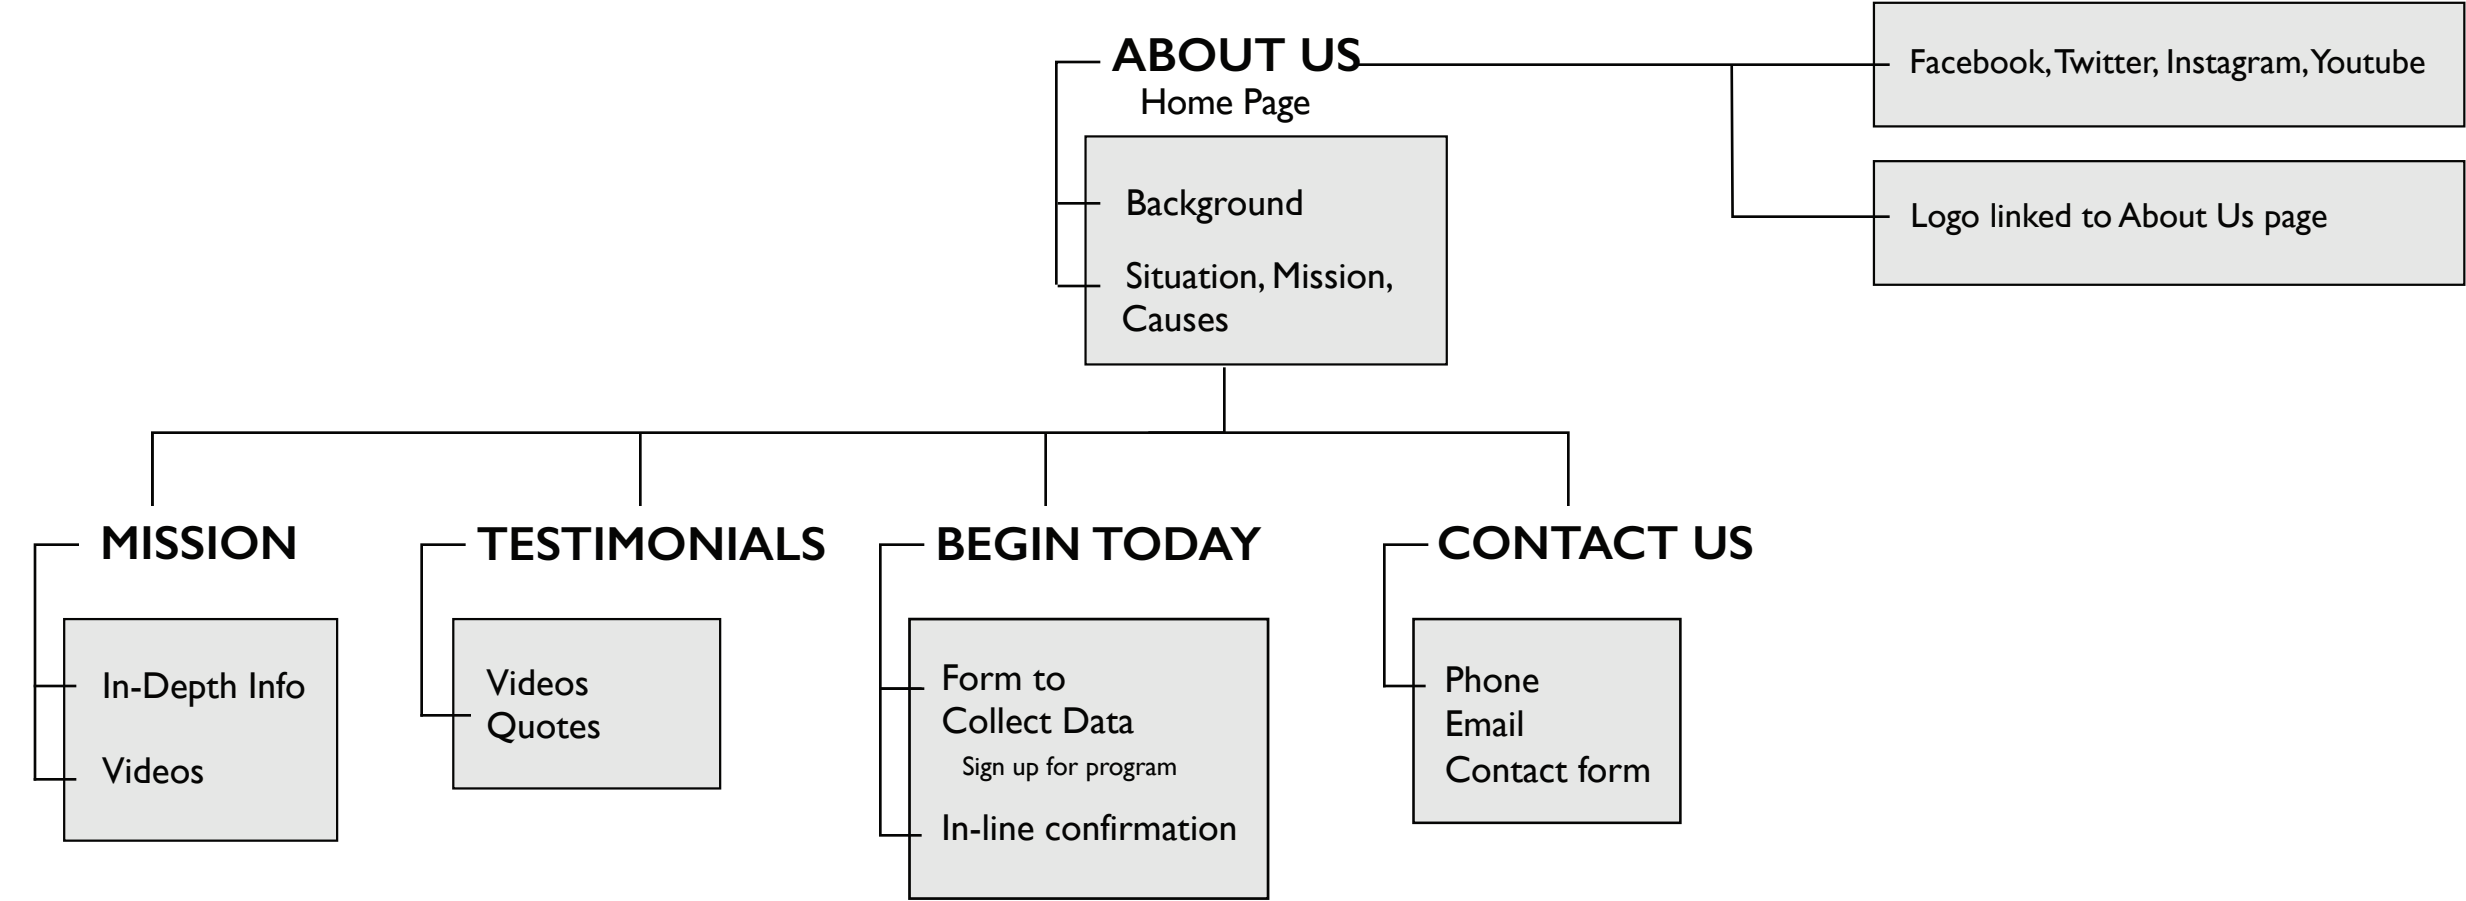 ABOUT US
Home Page
Background
Situation, Mission,
Causes
Facebook, Twitter, Instagram, Youtube
Logo linked to About Us page
MISSION
In-Depth Info
Videos
TESTIMONIALS
Videos
Quotes
BEGIN TODAY
Form to
Collect Data
Sign up for program
In-line confirmation
CONTACT US
Phone
Email
Contact form